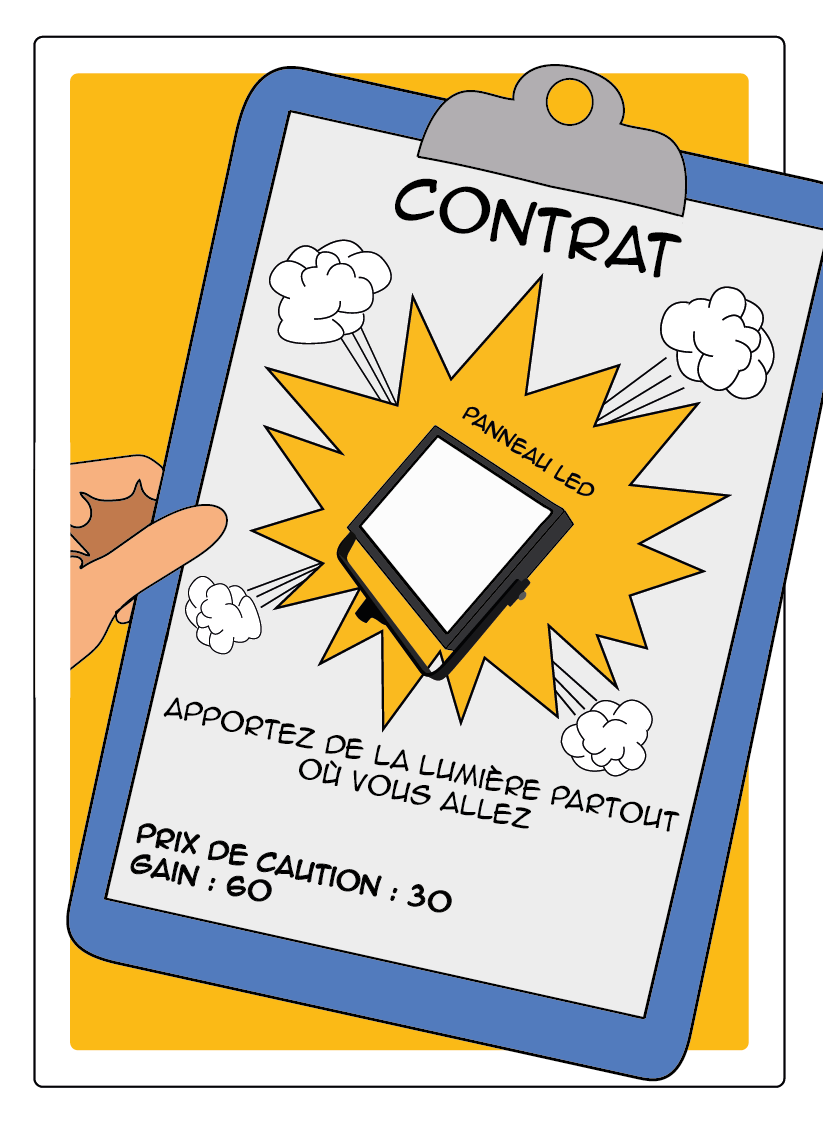 CONTRAT
PANNEAU LED
APPORTEZ DE LA LUMIÈRE PARTOUT
OÙ VOUS ALLEZ
PRIX DE CAUTION : 30
GAIN : 60